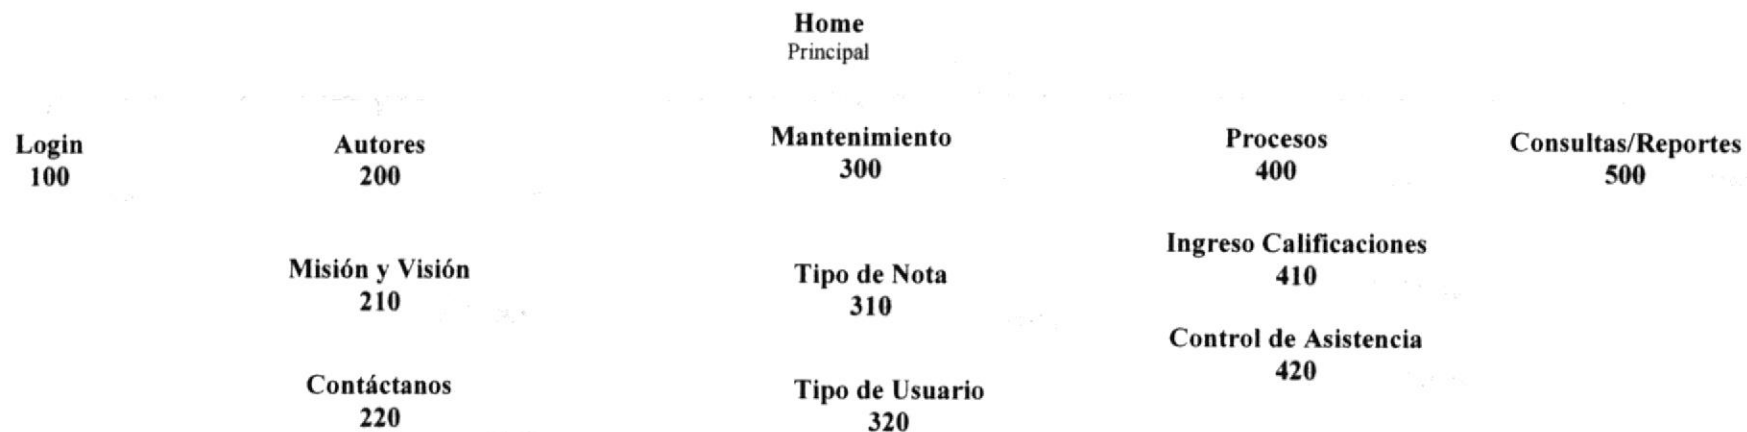 Home
Principal
Login
100
Autores
200
Mantenimiento
300
Procesos
400
Consultas/Reportes
500
Misión y Visión
210
Contáctanos
220
Tipo de Nota
310
Tipo de Usuario
320
Ingreso Calificaciones
410
Control de Asistencia
420